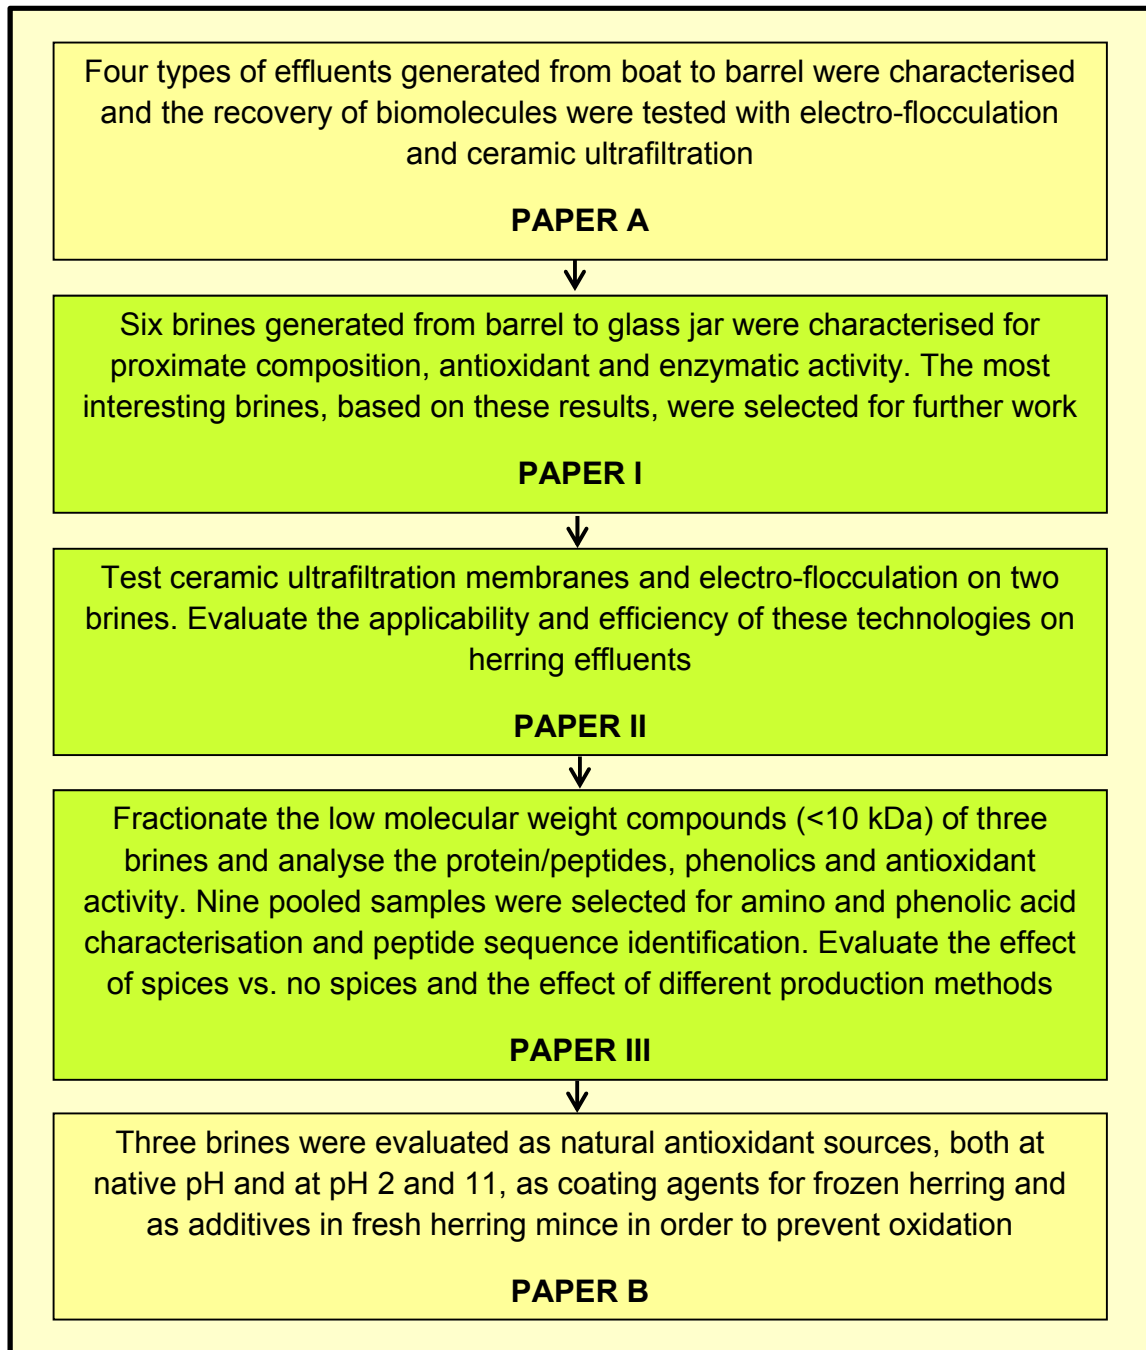 Four types of effluents generated from boat to barrel were characterised
and the recovery of biomolecules were tested with electro-flocculation
and ceramic ultrafiltration
PAPER A
Six brines generated from barrel to glass jar were characterised for
proximate composition, antioxidant and enzymatic activity. The most
interesting brines, based on these results, were selected for further work
PAPER I
Test ceramic ultrafiltration membranes and electro-flocculation on two
brines. Evaluate the applicability and efficiency of these technologies on
herring effluents
PAPER II
Fractionate the low molecular weight compounds (<10 kDa) of three
brines and analyse the protein/peptides, phenolics and antioxidant
activity. Nine pooled samples were selected for amino and phenolic acid
characterisation and peptide sequence identification. Evaluate the effect
of spices vs. no spices and the effect of different production methods
PAPER III
Three brines were evaluated as natural antioxidant sources, both at
native pH and at pH 2 and 11, as coating agents for frozen herring and
as additives in fresh herring mince in order to prevent oxidation
PAPER B